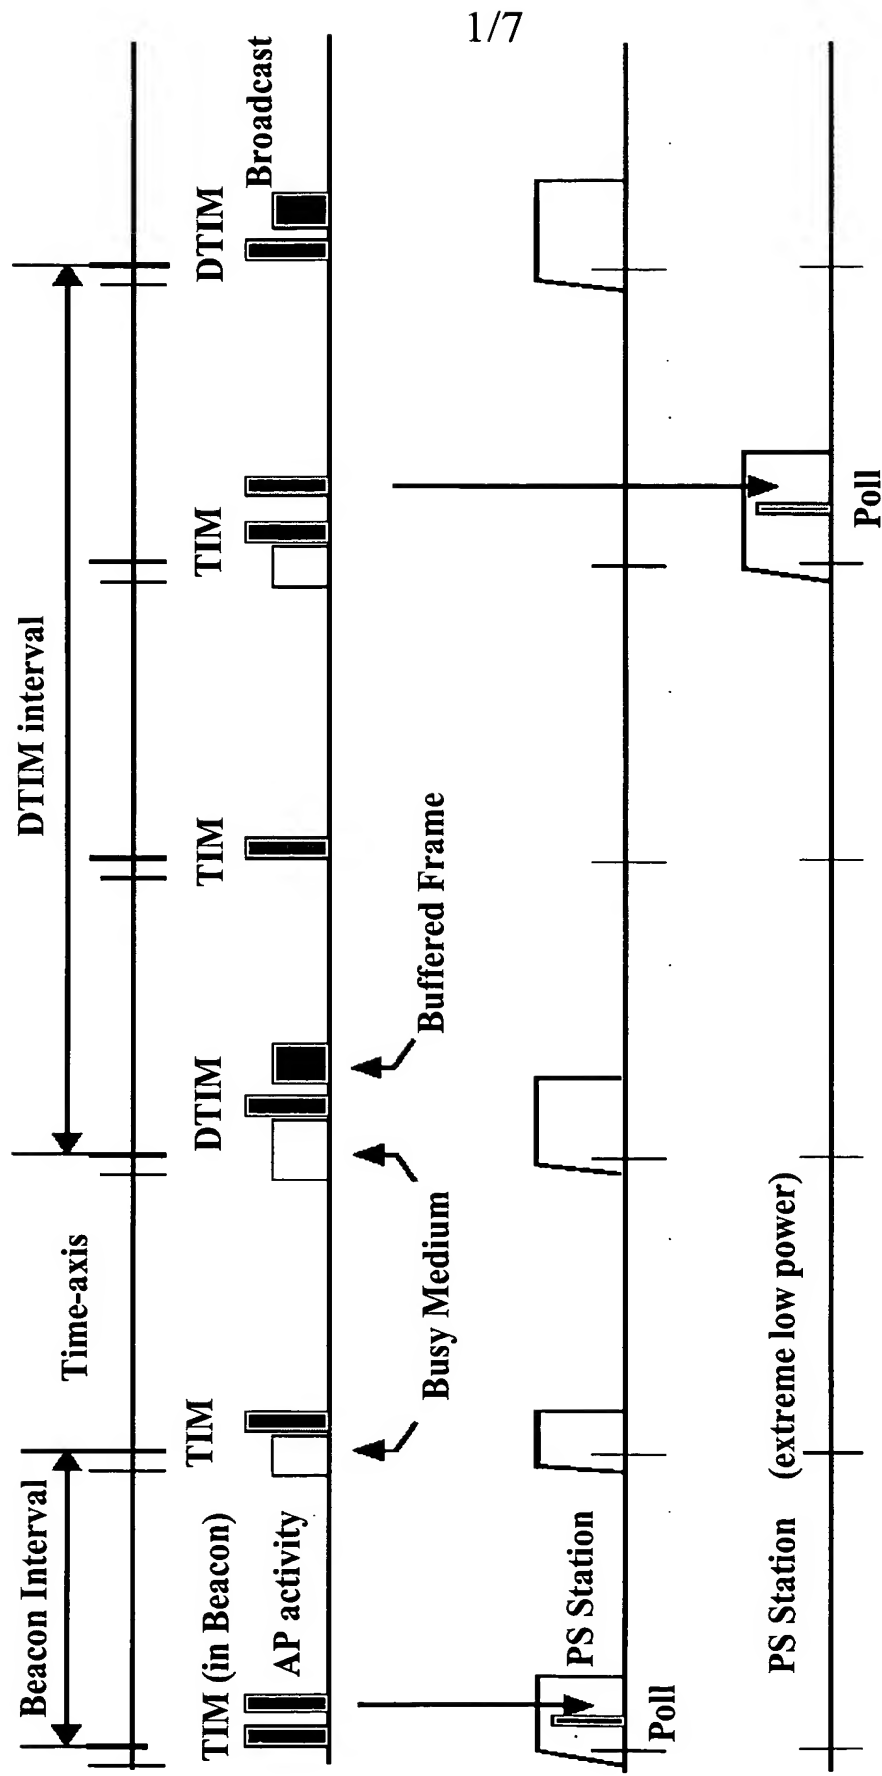 1/7
Beacon Interval
Time-axis
DTIM interval
TIM (in Beacon)
TIM
DTIM
TIM
TIM
DTIM
AP activity
Broadcast
Busy Medium
Buffered Frame
PS Station
Poll
PS Station
(extreme low power)
Poll